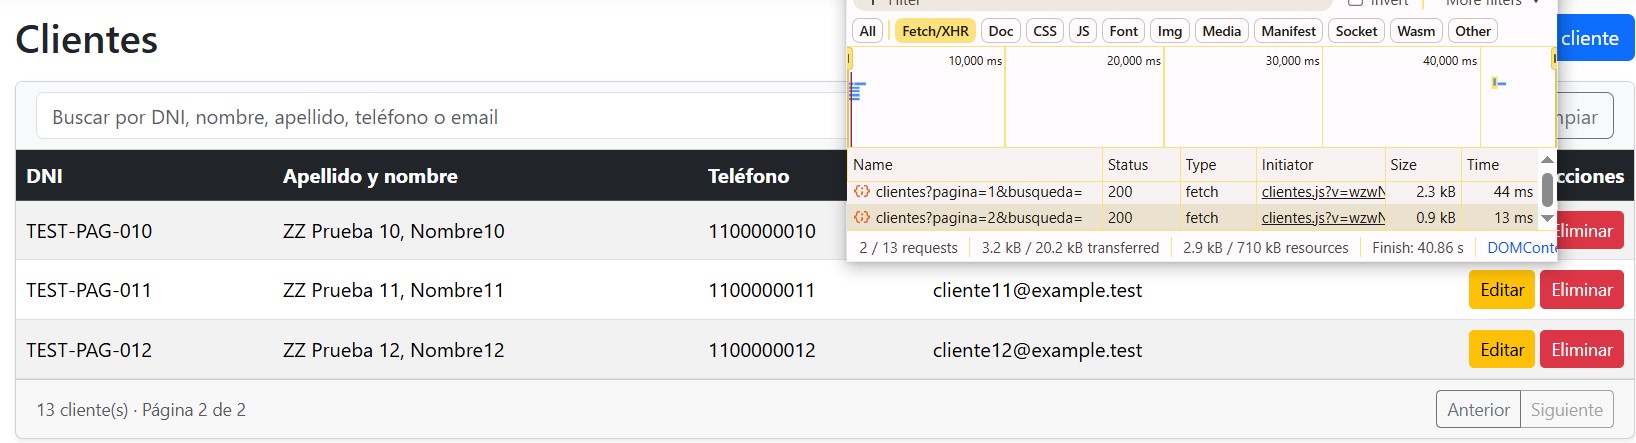 Clientes
cliente
Buscar por DNI, nombre, apellido, teléfono o email
DNI Apellido y nombre Teléfono
TEST-PAG-010 ZZ Prueba 10, Nombre10 1100000010 Eliminar
TEST-PAG-011 ZZ Prueba 11, Nombre11 1100000011 cliente11@example.test Editar Eliminar
TEST-PAG-012 ZZ Prueba 12, Nombre12 1100000012 cliente12@example.test Editar Eliminar
13 cliente(s) · Página 2 de 2 Anterior Siguiente
All Fetch/XHR Doc CSS JS Font Img Media Manifest Socket Wasm Other
10,000 ms 20,000 ms 30,000 ms 40,000 ms
Name Status Type Initiator Size Time
clientes?pagina=1&busqueda= 200 fetch clientes.js?v=wzwN 2.3 kB 44 ms
clientes?pagina=2&busqueda= 200 fetch clientes.js?v=wzwN 0.9 kB 13 ms
2 / 13 requests 3.2 kB / 20.2 kB transferred 2.9 kB / 710 kB resources Finish: 40.86 s DOMConte